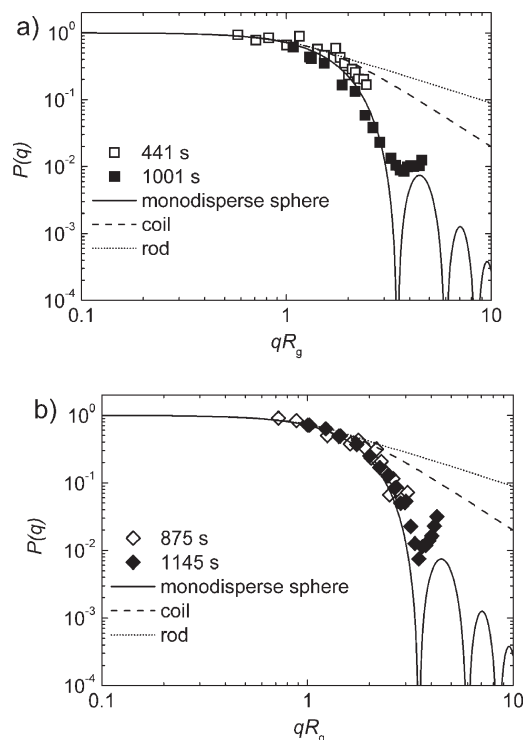 a)
10⁰
10⁻¹
10⁻²
10⁻³
10⁻⁴
P(q)
441 s
1001 s
monodisperse sphere
coil
rod
0.1 1 10
qRg
b)
10⁰
10⁻¹
10⁻²
10⁻³
10⁻⁴
P(q)
875 s
1145 s
monodisperse sphere
coil
rod
0.1 1 10
qRg